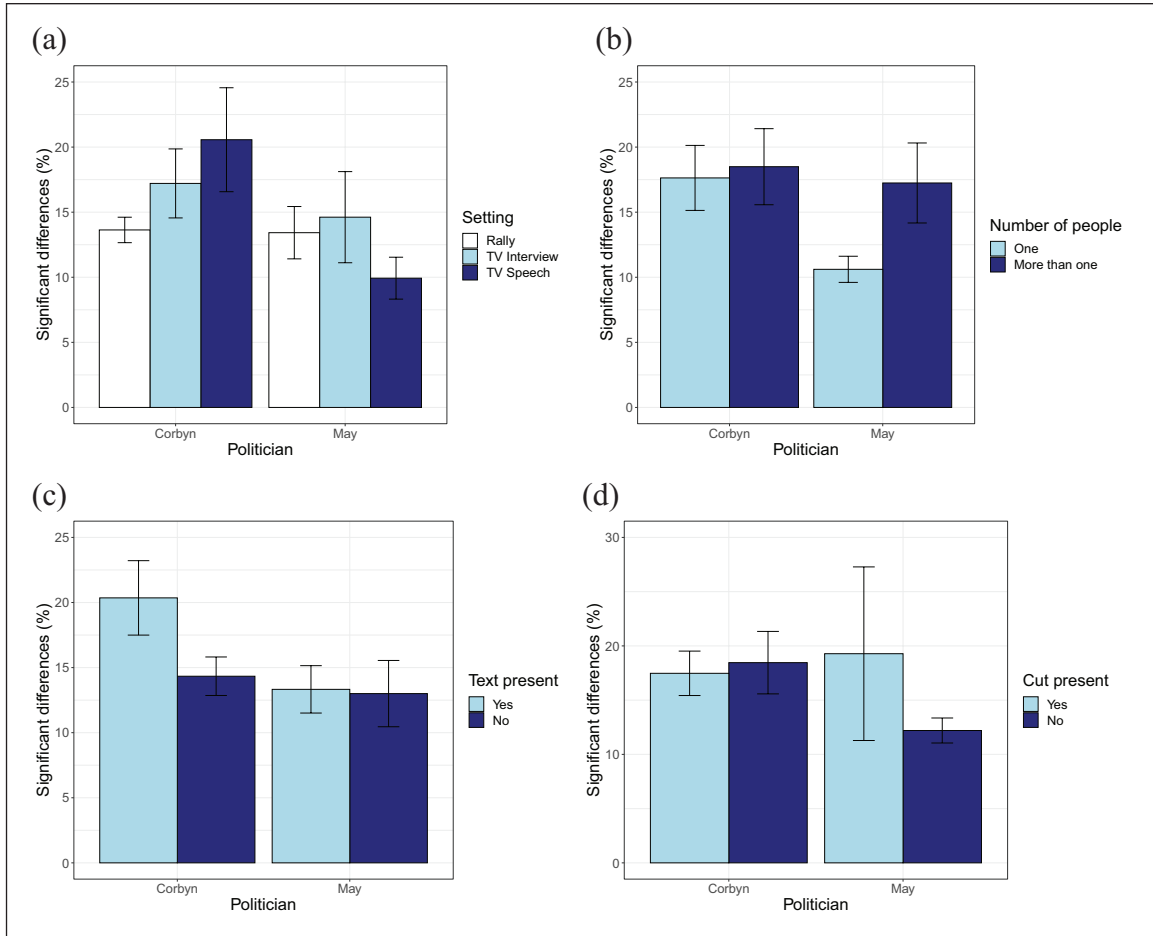 (a)
25
20
15
10
5
0
Significant differences (%)
Corbyn
May
Politician
Setting
Rally
TV Interview
TV Speech
(b)
25
20
15
10
5
0
Significant differences (%)
Corbyn
May
Politician
Number of people
One
More than one
(c)
25
20
15
10
5
0
Significant differences (%)
Corbyn
May
Politician
Text present
Yes
No
(d)
30
20
10
0
Significant differences (%)
Corbyn
May
Politician
Cut present
Yes
No